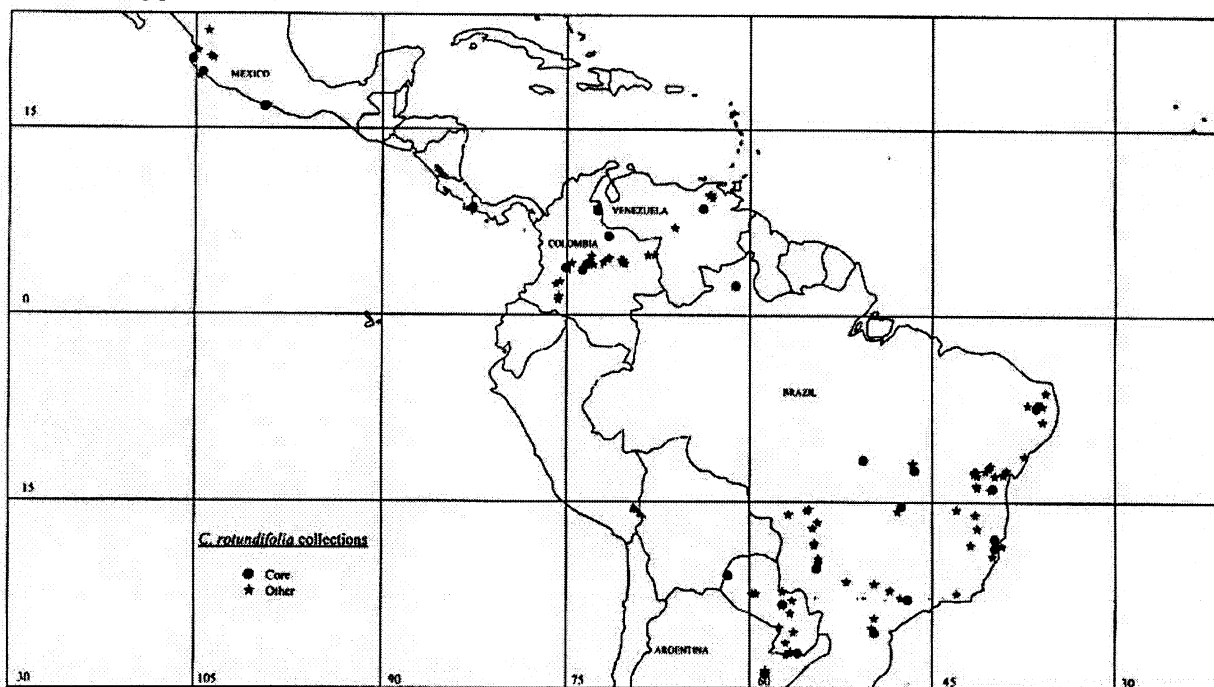 MEXICO
15
VENEZUELA
COLOMBIA
0
BRAZIL
15
C. rotundifolia collections
Core
Other
ARGENTINA
30 105 90 75 60 45 30